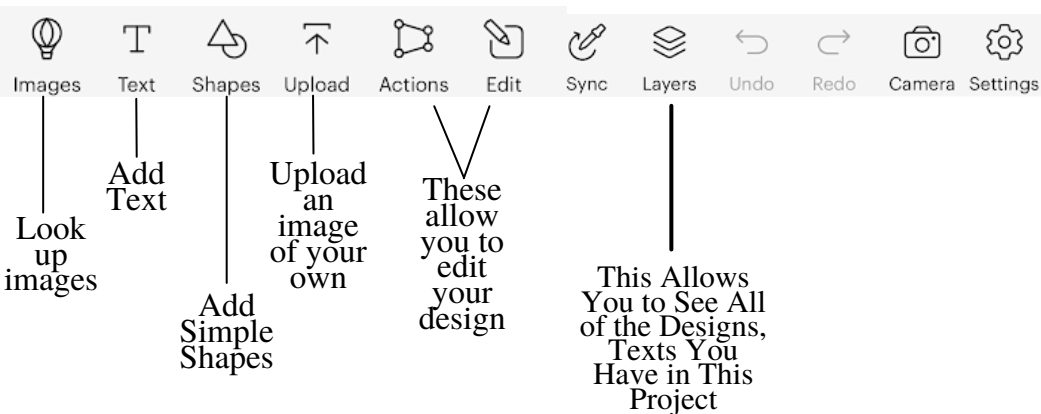 Images Text Shapes Upload Actions Edit Sync Layers Undo Redo Camera Settings
Look
up
images
Add
Text
Add
Simple
Shapes
Upload
an
image
of your
own
These
allow
you to
edit
your
design
This Allows
You to See All
of the Designs,
Texts You
Have in This
Project